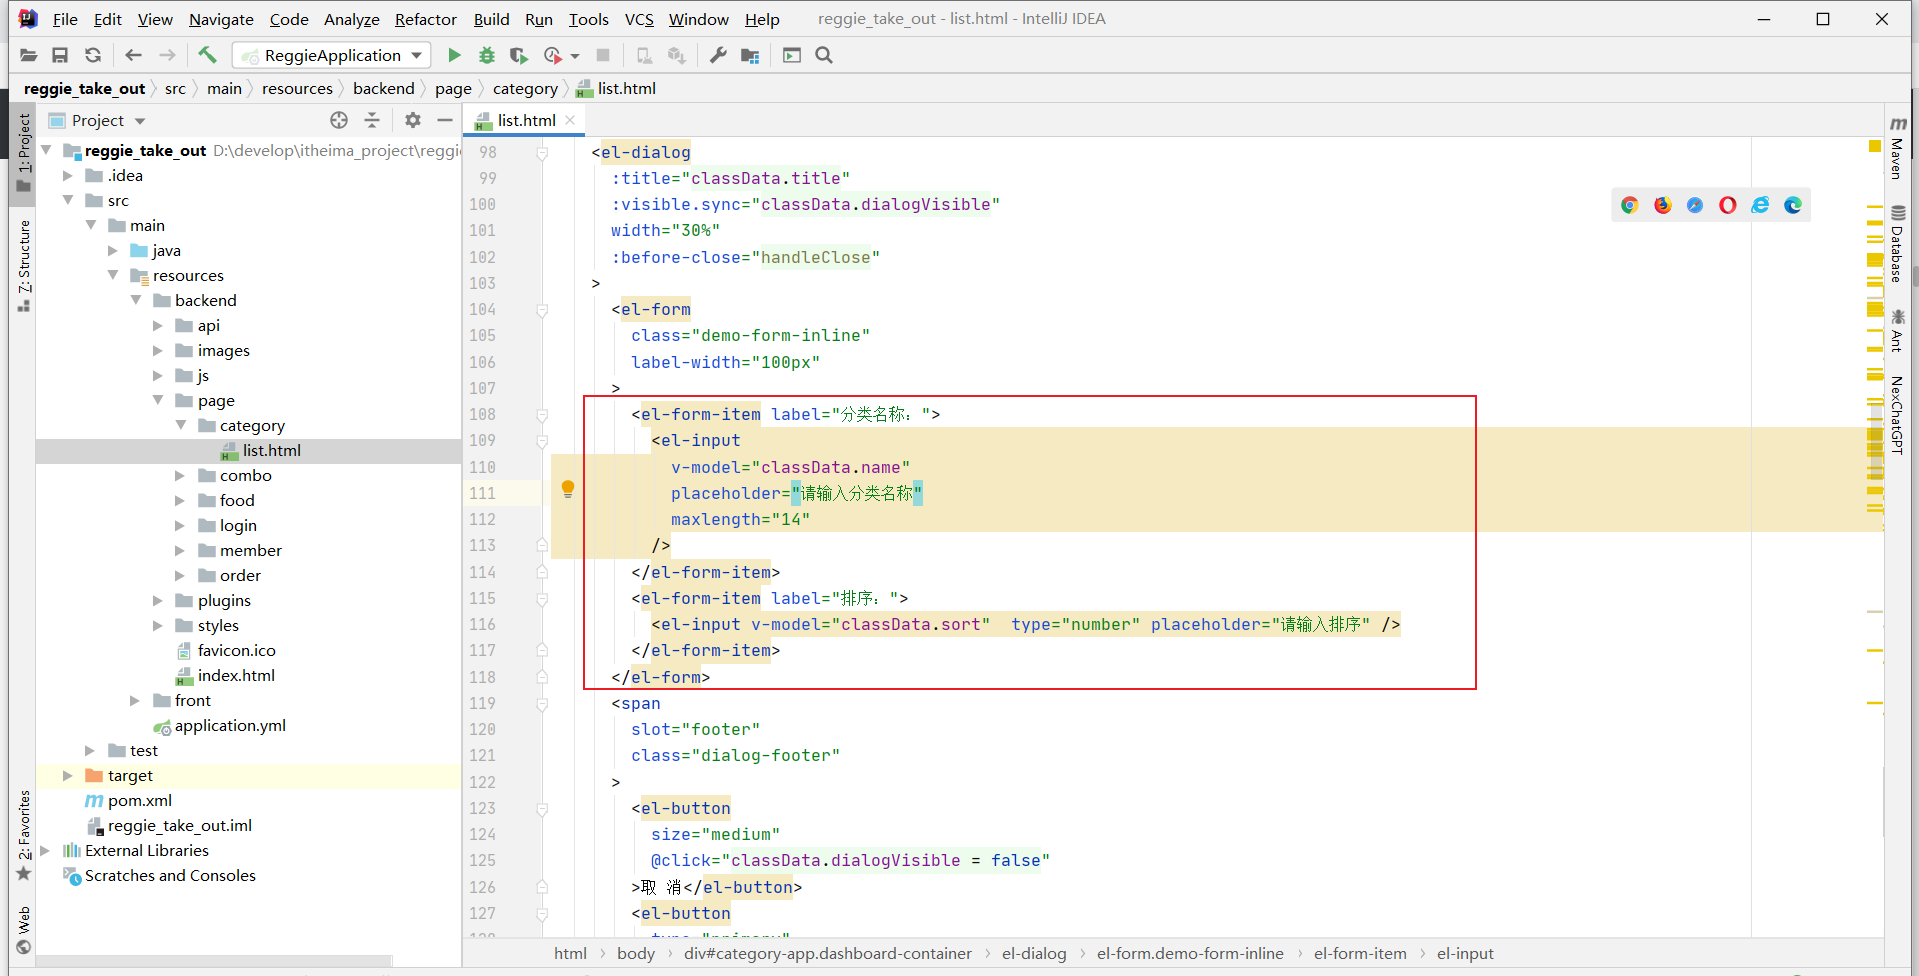 File Edit View Navigate Code Analyze Refactor Build Run Tools VCS Window Help reggie_take_out - list.html - IntelliJ IDEA
ReggieApplication
reggie_take_out src main resources backend page category list.html
Project
list.html
1: Project
7: Structure
2: Favorites
Web
reggie_take_out D:\develop\itheima_project\reggi
.idea
src
main
java
resources
backend
api
images
js
page
category
list.html
combo
food
login
member
order
plugins
styles
favicon.ico
index.html
front
application.yml
test
target
pom.xml
reggie_take_out.iml
External Libraries
Scratches and Consoles
98 <el-dialog
99 :title="classData.title"
100 :visible.sync="classData.dialogVisible"
101 width="30%"
102 :before-close="handleClose"
103 >
104 <el-form
105 class="demo-form-inline"
106 label-width="100px"
107 >
108 <el-form-item label="分类名称：">
109 <el-input
110 v-model="classData.name"
111 placeholder="请输入分类名称"
112 maxlength="14"
113 />
114 </el-form-item>
115 <el-form-item label="排序：">
116 <el-input v-model="classData.sort"  type="number" placeholder="请输入排序" />
117 </el-form-item>
118 </el-form>
119 <span
120 slot="footer"
121 class="dialog-footer"
122 >
123 <el-button
124 size="medium"
125 @click="classData.dialogVisible = false"
126 >取 消</el-button>
127 <el-button
Maven
Database
Ant
NexChatGPT
html body div#category-app.dashboard-container el-dialog el-form.demo-form-inline el-form-item el-input